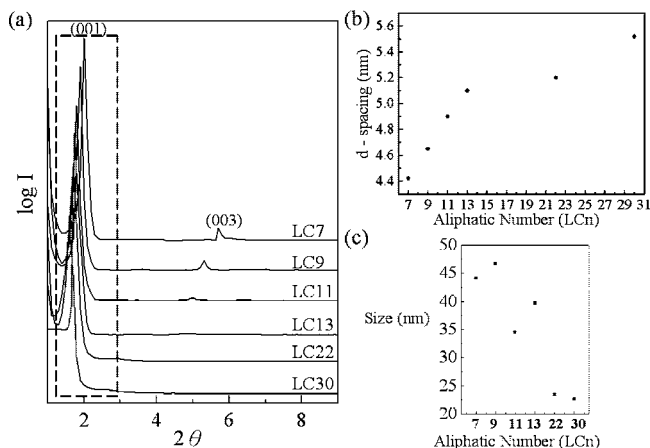 (a)
(001)
(003)
LC7
LC9
LC11
LC13
LC22
LC30
log I
2 4 6 8
2θ
(b)
5.6
5.4
5.2
5.0
4.8
4.6
4.4
d - spacing (nm)
7 9 11 13 15 17 19 21 23 25 27 29 31
Aliphatic Number (LCn)
(c)
50
45
40
35
30
25
20
Size (nm)
7 9 11 13 22 30
Aliphatic Number (LCn)